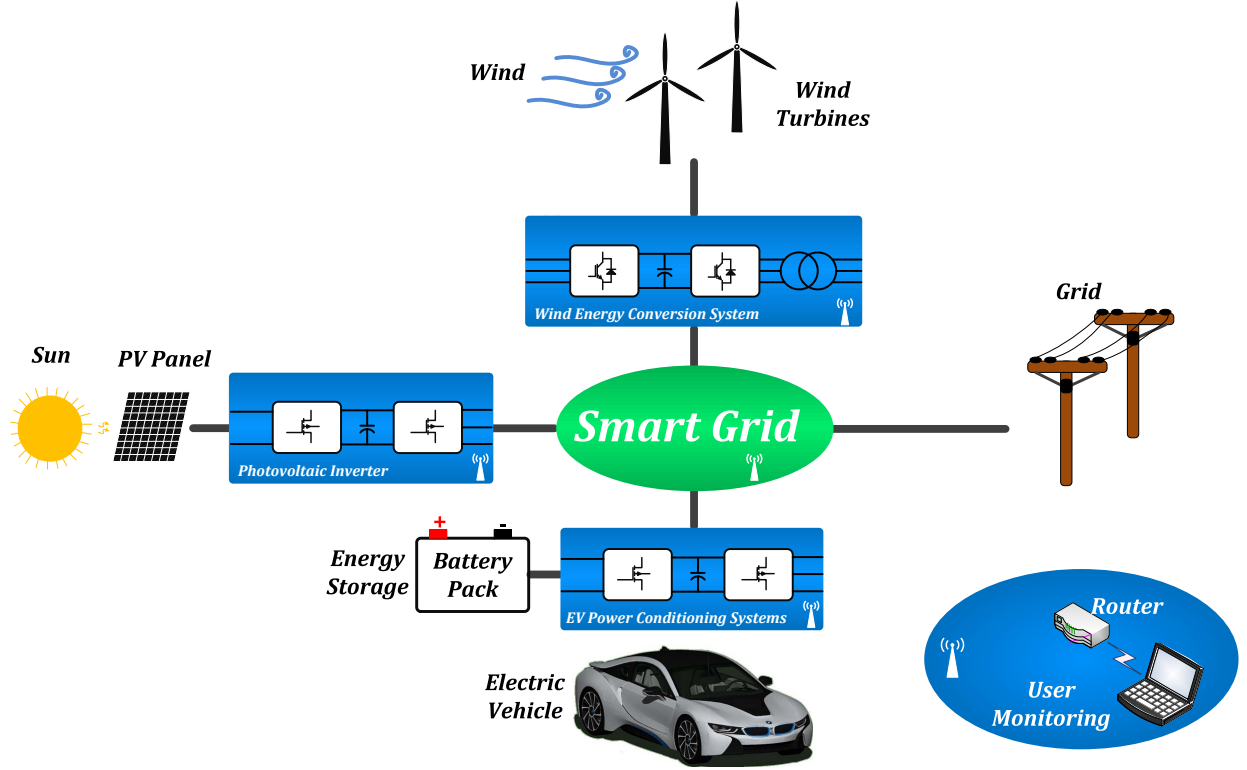 Wind
Wind
Turbines
Wind Energy Conversion System
Grid
Sun
PV Panel
Smart Grid
Photovoltaic Inverter
+
-
Energy
Storage
Battery
Pack
EV Power Conditioning Systems
Router
Electric
Vehicle
User
Monitoring